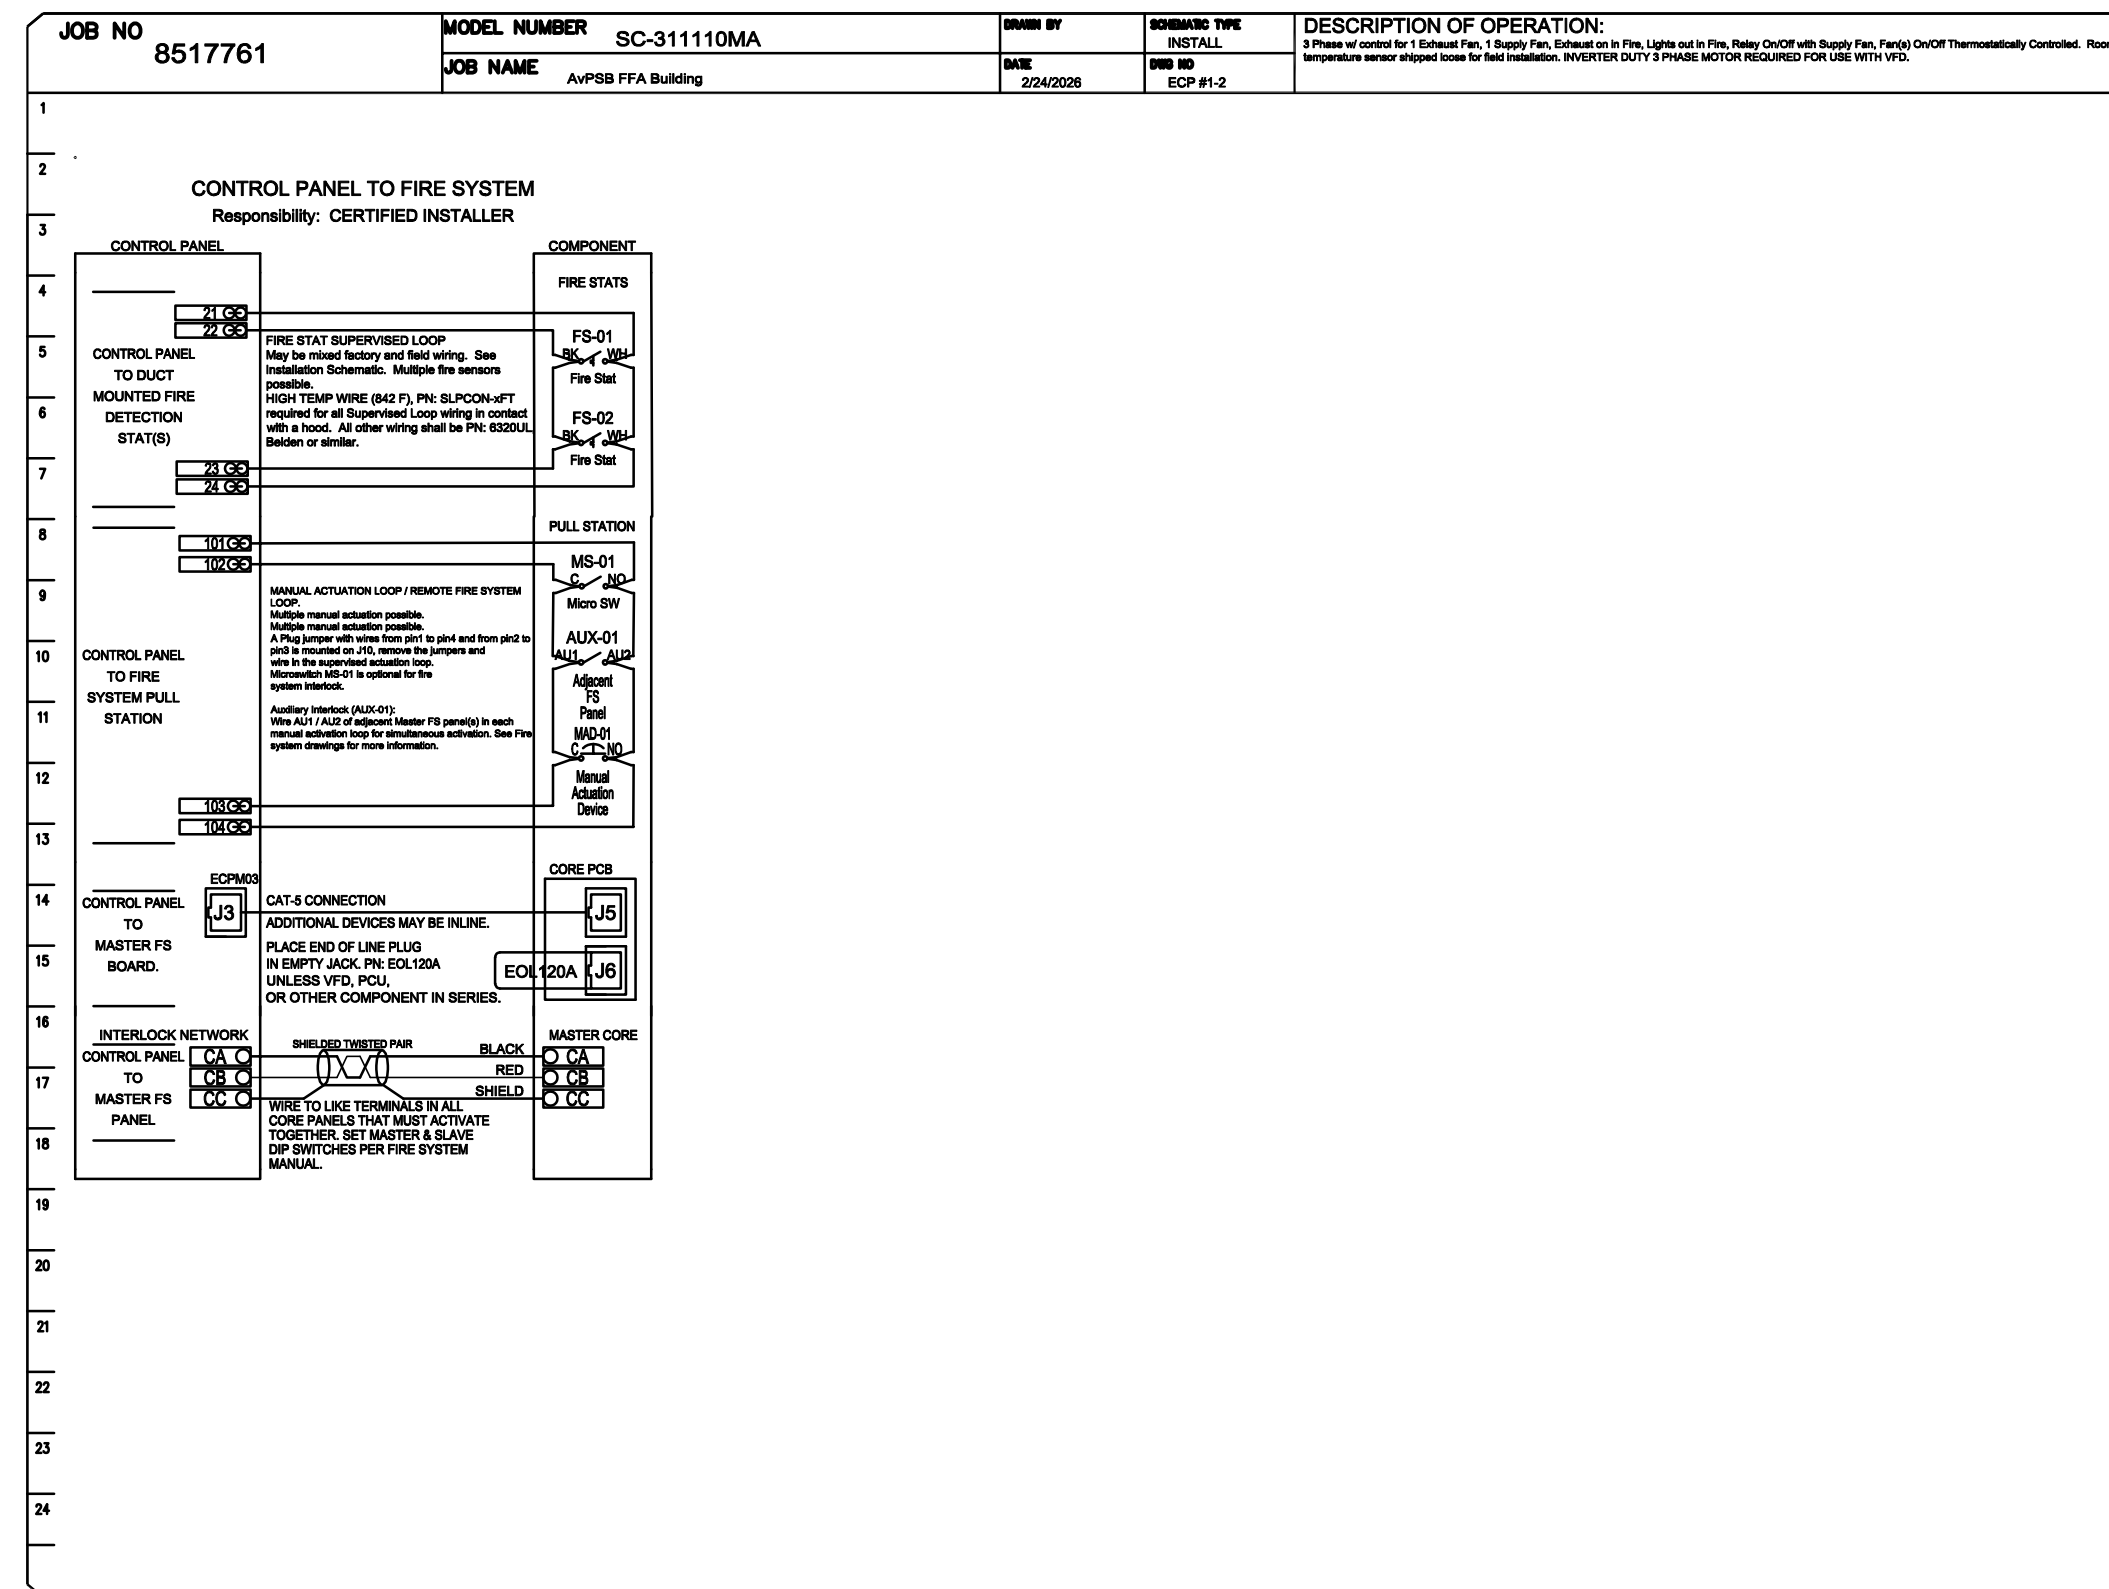 JOB NO
8517761
MODEL NUMBER
SC-311110MA
JOB NAME
AvPSB FFA Building
DRAWN BY
DATE
2/24/2026
SCHEMATIC TYPE
INSTALL
DWG NO
ECP #1-2
DESCRIPTION OF OPERATION:
3 Phase w/ control for 1 Exhaust Fan, 1 Supply Fan, Exhaust on in Fire, Lights out in Fire, Relay On/Off with Supply Fan, Fan(s) On/Off Thermostatically Controlled. Roo
temperature sensor shipped loose for field installation. INVERTER DUTY 3 PHASE MOTOR REQUIRED FOR USE WITH VFD.
1
2
3
4
5
6
7
8
9
10
11
12
13
14
15
16
17
18
19
20
21
22
23
24
CONTROL PANEL TO FIRE SYSTEM
Responsibility: CERTIFIED INSTALLER
CONTROL PANEL
COMPONENT
21
22
CONTROL PANEL
TO DUCT
MOUNTED FIRE
DETECTION
STAT(S)
23
24
FIRE STAT SUPERVISED LOOP
May be mixed factory and field wiring. See
Installation Schematic. Multiple fire sensors
possible.
HIGH TEMP WIRE (842 F), PN: SLPCON-xFT
required for all Supervised Loop wiring in contact
with a hood. All other wiring shall be PN: 6320UL
Belden or similar.
FIRE STATS
FS-01
BK WH
Fire Stat
FS-02
BK WH
Fire Stat
101
102
CONTROL PANEL
TO FIRE
SYSTEM PULL
STATION
103
104
MANUAL ACTUATION LOOP / REMOTE FIRE SYSTEM
LOOP.
Multiple manual actuation possible.
Multiple manual actuation possible.
A Plug jumper with wires from pin1 to pin4 and from pin2 to
pin3 is mounted on J10, remove the jumpers and
wire in the supervised actuation loop.
Microswitch MS-01 is optional for fire
system interlock.
Auxiliary Interlock (AUX-01):
Wire AU1 / AU2 of adjacent Master FS panel(s) in each
manual activation loop for simultaneous activation. See Fire
system drawings for more information.
PULL STATION
MS-01
C NO
Micro SW
AUX-01
AU1 AU2
Adjacent
FS
Panel
MAD-01
C NO
Manual
Actuation
Device
ECPM03
J3
CONTROL PANEL
TO
MASTER FS
BOARD.
CAT-5 CONNECTION
ADDITIONAL DEVICES MAY BE INLINE.
PLACE END OF LINE PLUG
IN EMPTY JACK. PN: EOL120A
UNLESS VFD, PCU,
OR OTHER COMPONENT IN SERIES.
CORE PCB
J5
EOL120A J6
INTERLOCK NETWORK
CONTROL PANEL
TO
MASTER FS
PANEL
CA
CB
CC
SHIELDED TWISTED PAIR
BLACK
RED
SHIELD
WIRE TO LIKE TERMINALS IN ALL
CORE PANELS THAT MUST ACTIVATE
TOGETHER. SET MASTER & SLAVE
DIP SWITCHES PER FIRE SYSTEM
MANUAL.
MASTER CORE
CA
CB
CC